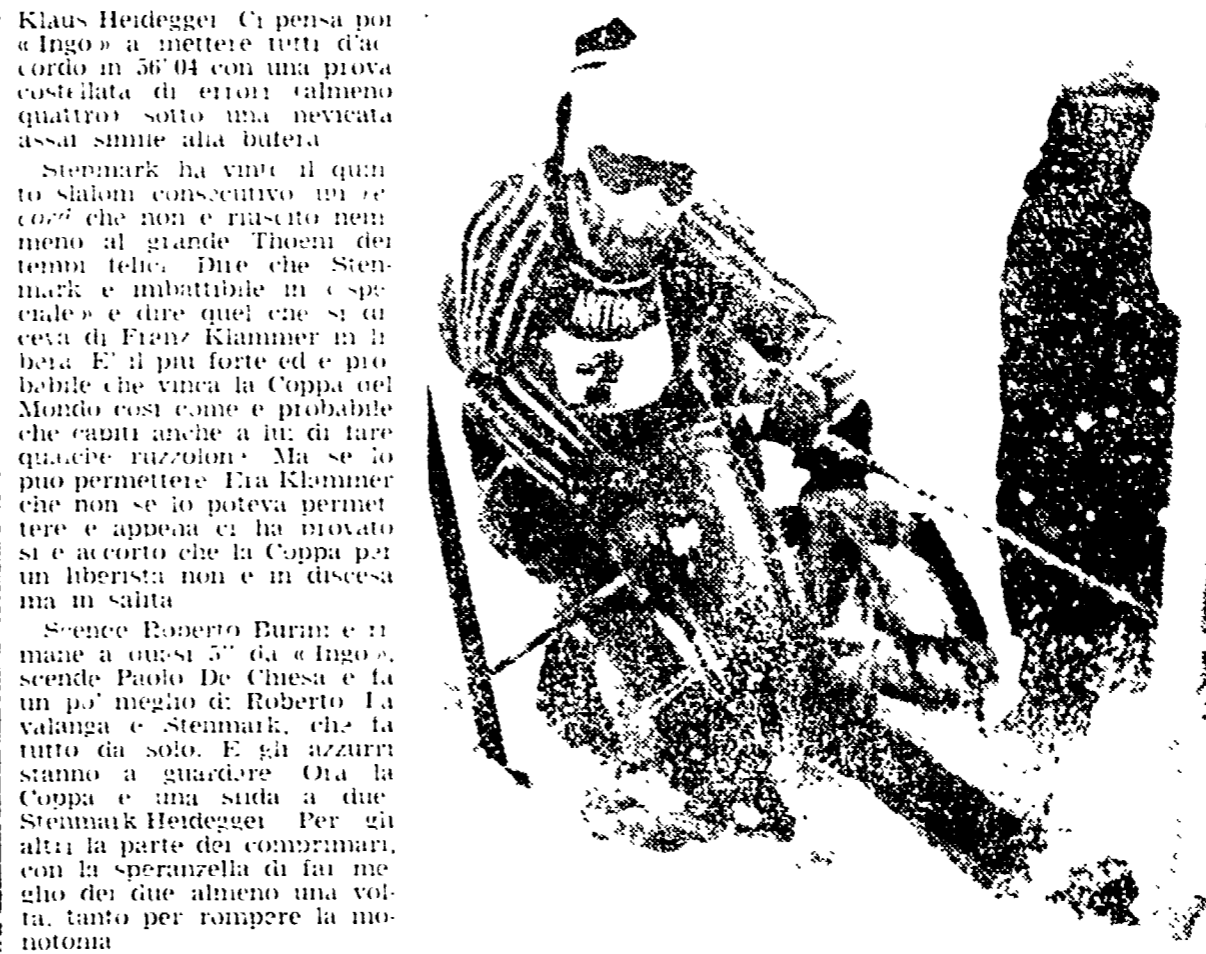 Klaus Heidegger Ci pensa poi
« Ingo » a mettere tutti d'ac
cordo in 56"04 con una prova
costellata di errori (almeno
quattro) sotto una nevicata
assai simile alla bufera
Stenmark ha vinto il quin
to slalom consecutivo un re
cord che non e riuscito nem
meno al grande Thoeni dei
tempi felici Dire che Sten-
mark e imbattibile in « spe
ciale » e dire quel che si di
ceva di Franz Klammer in li
bera E' il piu forte ed e pro
babile che vinca la Coppa del
Mondo cosi come e probabile
che capiti anche a lui di fare
qualche ruzzolone Ma se lo
puo permettere Era Klammer
che non se lo poteva permet
tere e appena ci ha provato
si e accorto che la Coppa per
un liberista non e in discesa
ma in salita
Scende Roberto Burini e ri
mane a quasi 5" da « Ingo »,
scende Paolo De Chiesa e fa
un po' meglio di Roberto La
valanga e Stenmark, che fa
tutto da solo. E gli azzurri
stanno a guardare Ora la
Coppa e una sfida a due
Stenmark Heidegger Per gli
altri la parte dei comprimari,
con la speranzella di far me
glio dei due almeno una vol-
ta, tanto per rompere la mo-
notonia